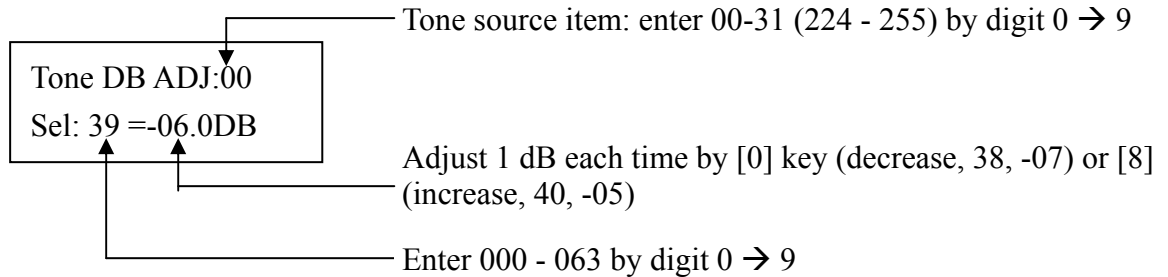 Tone source item: enter 00-31 (224 - 255) by digit 0 → 9
Tone DB ADJ:00
Sel: 39 =-06.0DB
Adjust 1 dB each time by [0] key (decrease, 38, -07) or [8]
(increase, 40, -05)
Enter 000 - 063 by digit 0 → 9